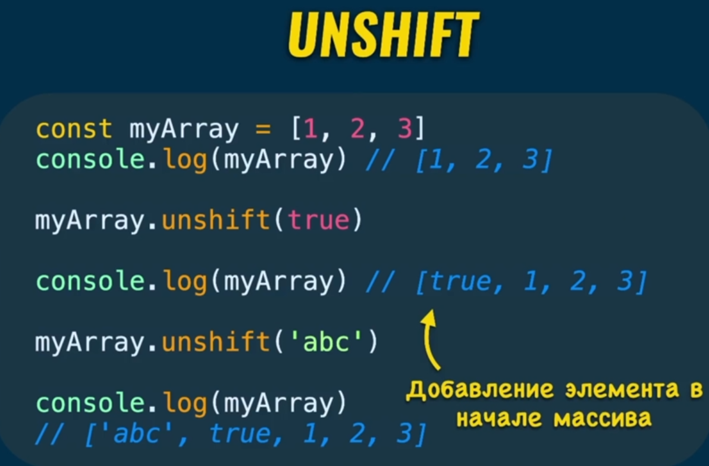 UNSHIFT
const myArray = [1, 2, 3]
console.log(myArray) // [1, 2, 3]
myArray.unshift(true)
console.log(myArray) // [true, 1, 2, 3]
myArray.unshift('abc')
Добавление элемента в
начале массива
console.log(myArray)
// ['abc', true, 1, 2, 3]